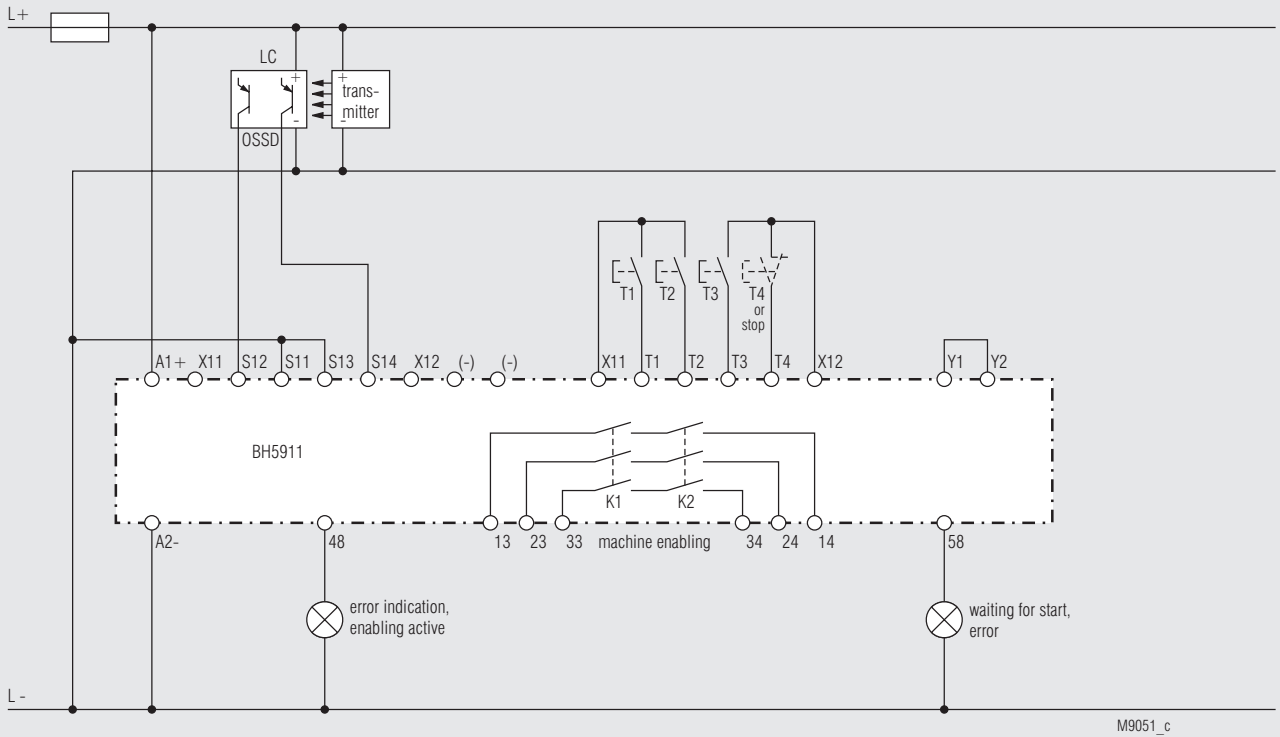 L+
LC
+
+
trans-
mitter
-
-
OSSD
T1
T2
T3
T4
or
stop
A1+
X11
S12
S11
S13
S14
X12
(-)
(-)
X11
T1
T2
T3
T4
X12
Y1
Y2
BH5911
K1
K2
A2-
48
13
23
33
machine enabling
34
24
14
58
error indication,
enabling active
waiting for start,
error
L -
M9051_c